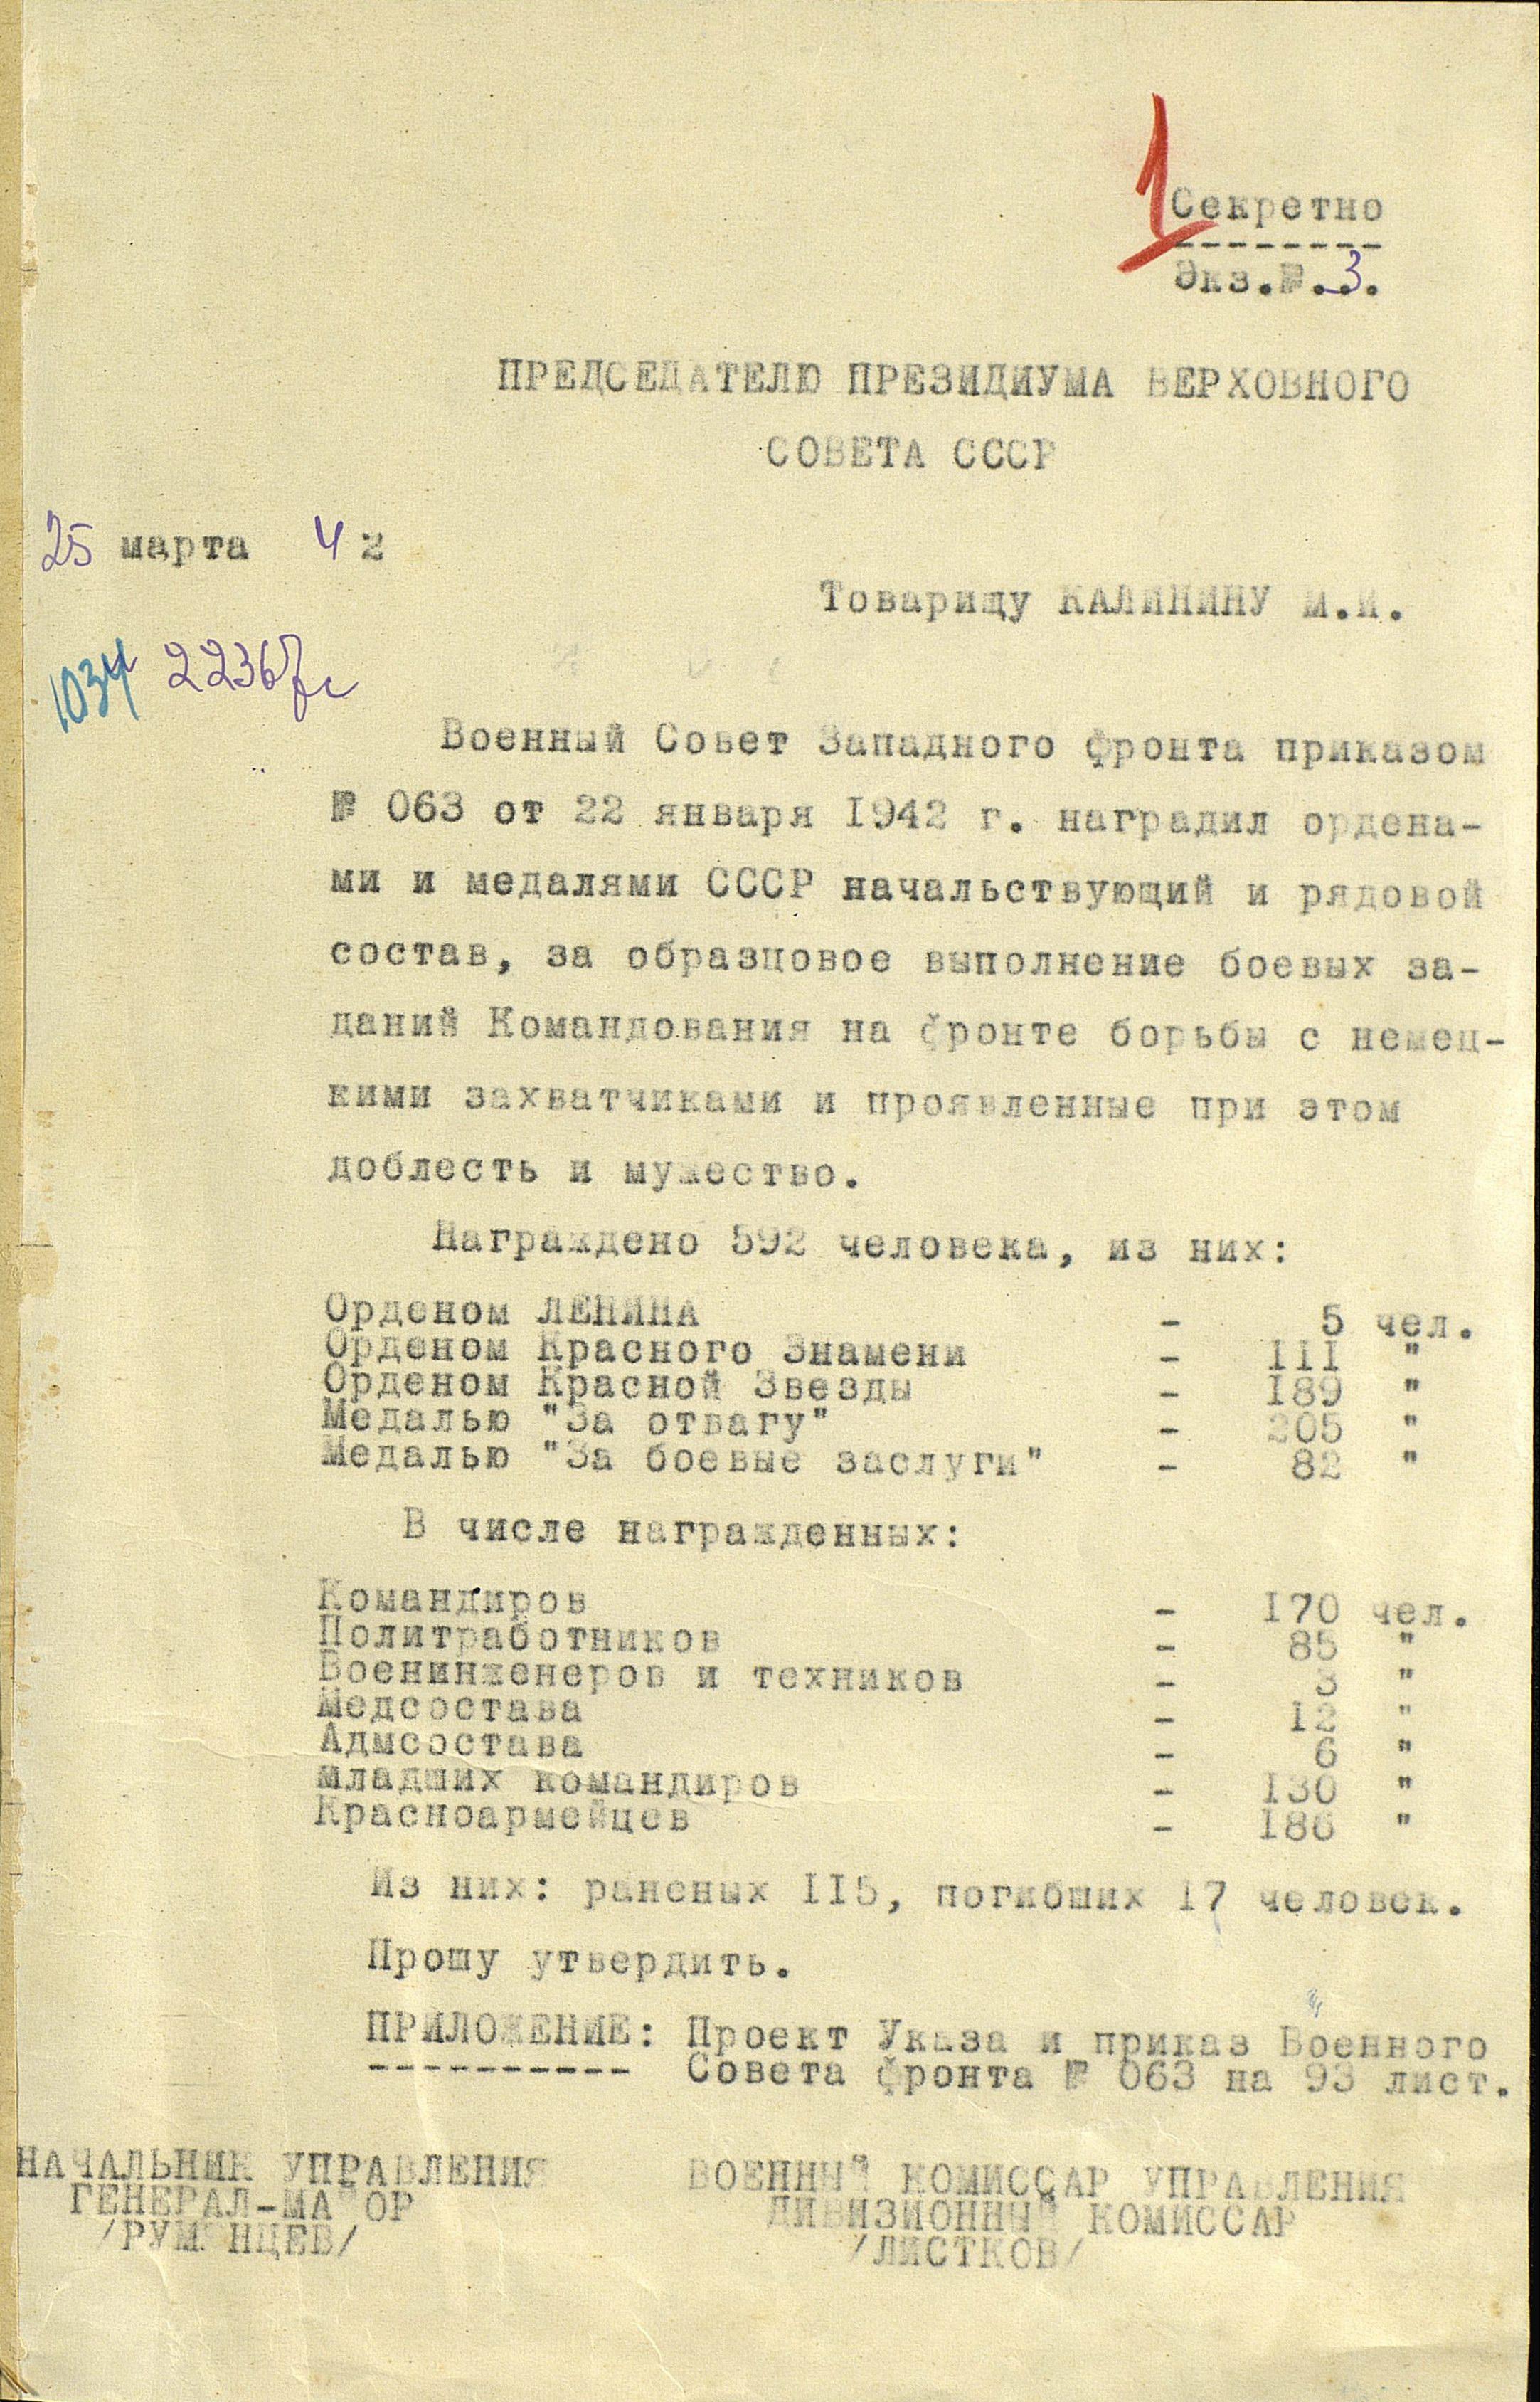 1
Секретно
Экз.№.3.
ПРЕДСЕДАТЕЛЮ ПРЕЗИДИУМА ВЕРХОВНОГО
СОВЕТА СССР
25 марта 42
Товарищу КАЛИНИНУ М.И.
1034 2236
Военный Совет Западного фронта приказом
№ 063 от 22 января 1942 г. наградил ордена-
ми и медалями СССР начальствующий и рядовой
состав, за образцовое выполнение боевых за-
даний Командования на фронте борьбы с немец-
кими захватчиками и проявленные при этом
доблесть и мужество.
Награждено 592 человека, из них:
Орденом ЛЕНИНА - 5 чел.
Орденом Красного Знамени - 111 "
Орденом Красной Звезды - 189 "
Медалью "За отвагу" - 205 "
Медалью "За боевые заслуги" - 82 "
В числе награжденных:
Командиров - 170 чел.
Политработников - 85 "
Военинженеров и техников - 3 "
Медсостава - 12 "
Адмсостава - 6 "
младших командиров - 130 "
Красноармейцев - 186 "
Из них: раненых 115, погибших 17 человек.
Прошу утвердить.
ПРИЛОЖЕНИЕ: Проект Указа и приказ Военного
Совета фронта № 063 на 93 лист.
НАЧАЛЬНИК УПРАВЛЕНИЯ ВОЕННЫЙ КОМИССАР УПРАВЛЕНИЯ
ГЕНЕРАЛ-МАЙОР ДИВИЗИОННЫЙ КОМИССАР
/РУМЯНЦЕВ/ /ЛИСТКОВ/